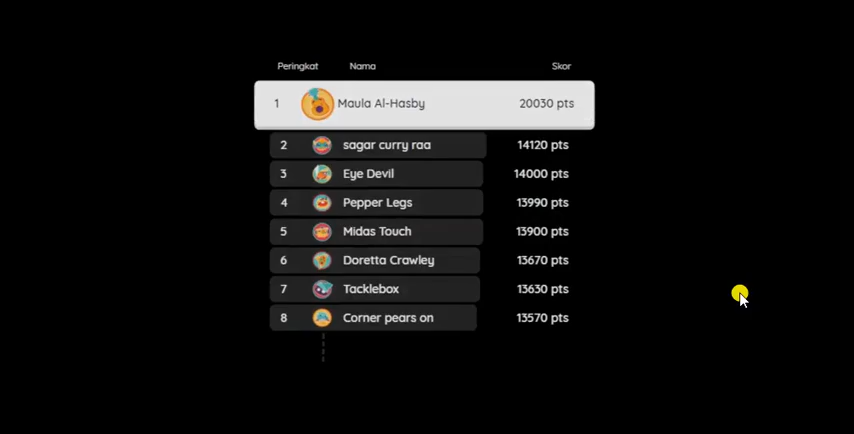 Peringkat Nama Skor
1 Maula Al-Hasby 20030 pts
2 sagar curry raa 14120 pts
3 Eye Devil 14000 pts
4 Pepper Legs 13990 pts
5 Midas Touch 13900 pts
6 Doretta Crawley 13670 pts
7 Tacklebox 13630 pts
8 Corner pears on 13570 pts